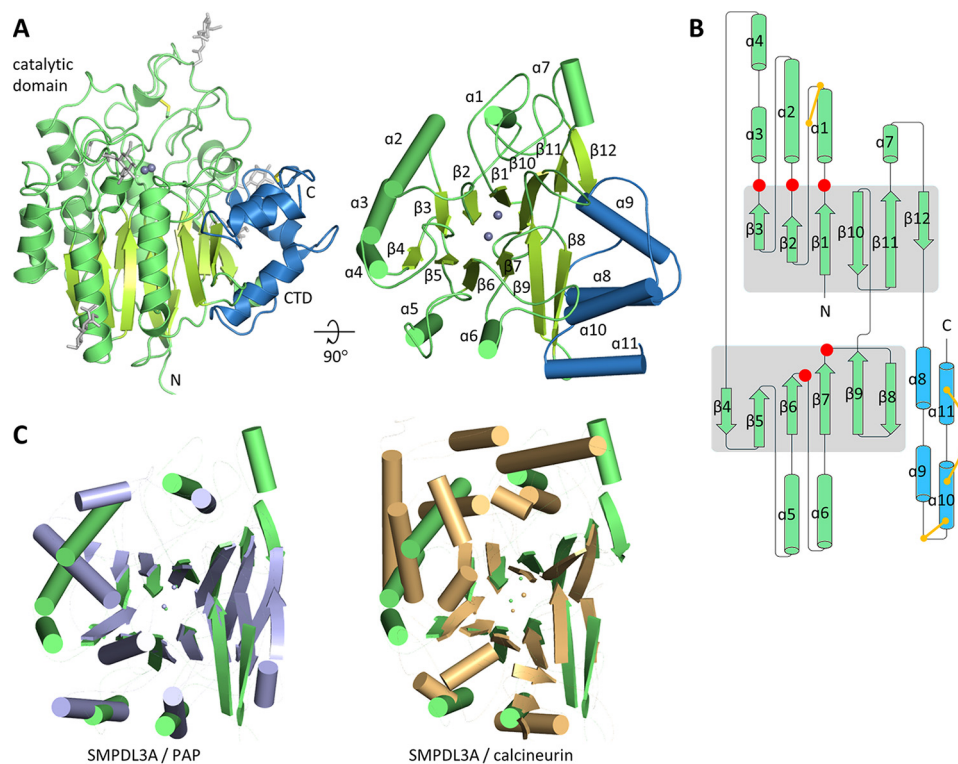 A
catalytic
domain
C
CTD
N
90°
α7
α1
α2
β11
β12
β10
β1
β2
α9
α3
β3
β8
β4
α4
β5
β7
α8
β6
β9
α5
α6
α10
α11
B
α4
α2
α1
α3
α7
β3
β2
β1
β10
β11
β12
N
C
β4
β5
β6
β7
β9
β8
α8
α11
α9
α10
α5
α6
C
SMPDL3A / PAP
SMPDL3A / calcineurin